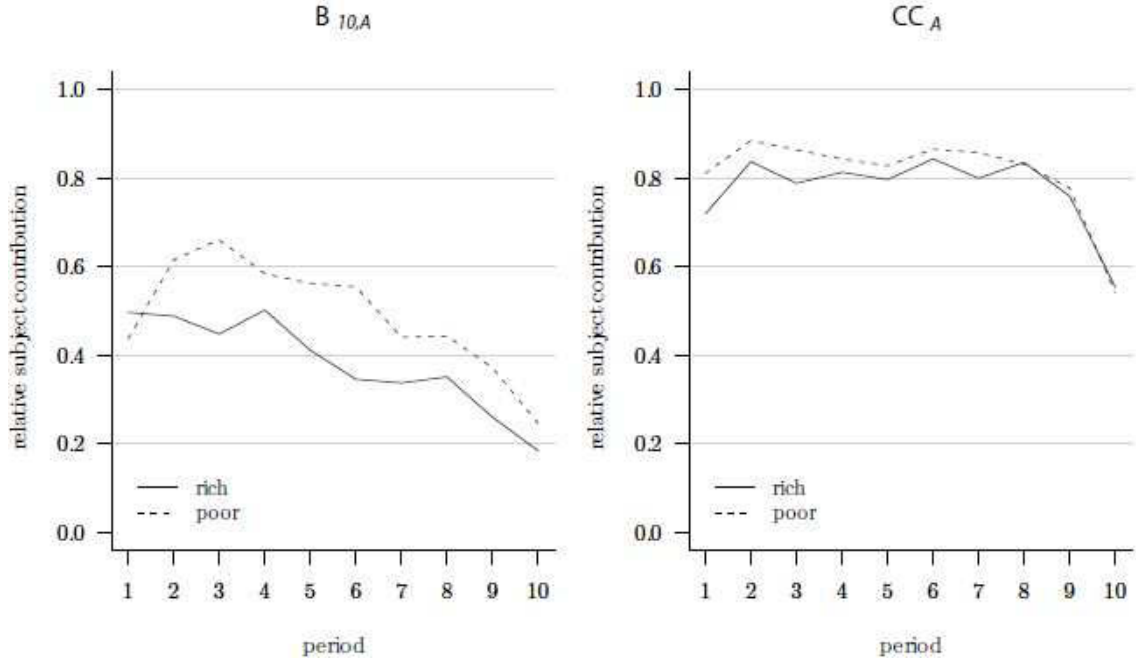 B 10,A
relative subject contribution
1.0
0.8
0.6
0.4
0.2
0.0
rich
poor
1 2 3 4 5 6 7 8 9 10
period
CC A
relative subject contribution
1.0
0.8
0.6
0.4
0.2
0.0
rich
poor
1 2 3 4 5 6 7 8 9 10
period